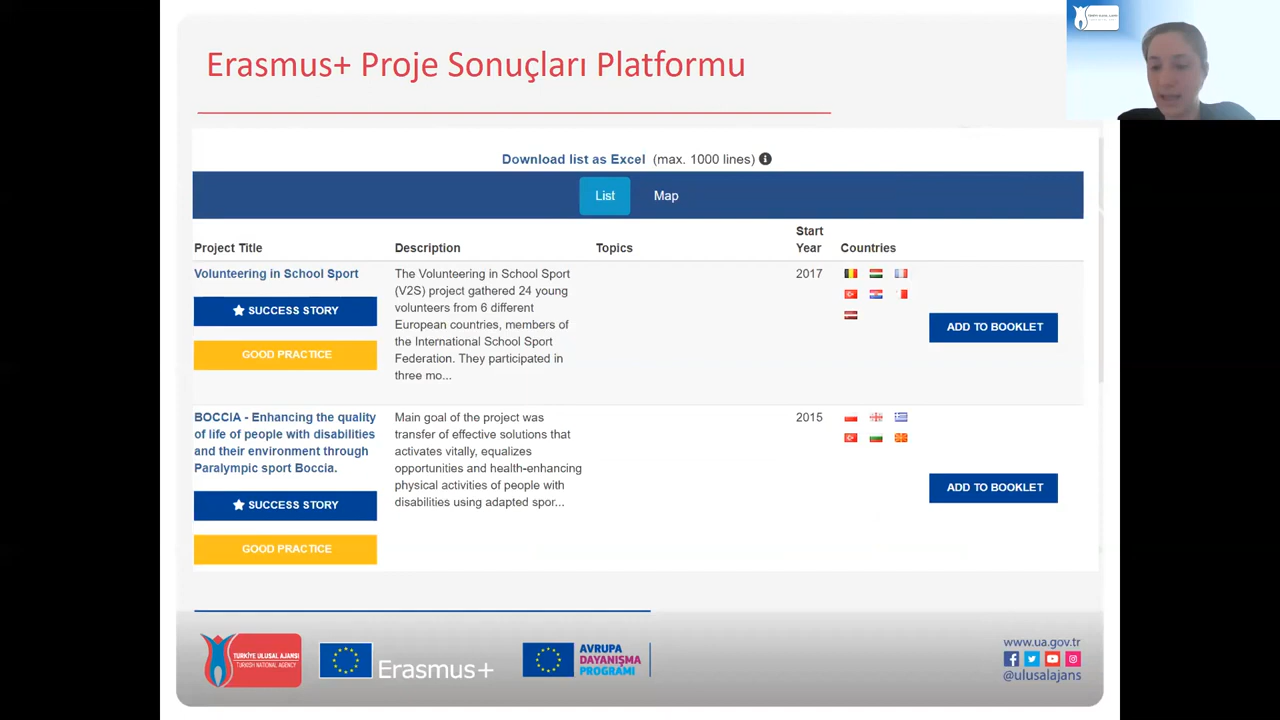 Erasmus+ Proje Sonuçları Platformu
Download list as Excel (max. 1000 lines)
List Map
Project Title Description Topics Start Year Countries
Volunteering in School Sport
SUCCESS STORY
GOOD PRACTICE
The Volunteering in School Sport
(V2S) project gathered 24 young
volunteers from 6 different
European countries, members of
the International School Sport
Federation. They participated in
three mo...
2017
ADD TO BOOKLET
BOCCIA - Enhancing the quality
of life of people with disabilities
and their environment through
Paralympic sport Boccia.
SUCCESS STORY
GOOD PRACTICE
Main goal of the project was
transfer of effective solutions that
activates vitally, equalizes
opportunities and health-enhancing
physical activities of people with
disabilities using adapted spor...
2015
ADD TO BOOKLET
TÜRKİYE ULUSAL AJANSI
TURKISH NATIONAL AGENCY
Erasmus+
AVRUPA
DAYANIŞMA
PROGRAMI
www.ua.gov.tr
@ulusalajans